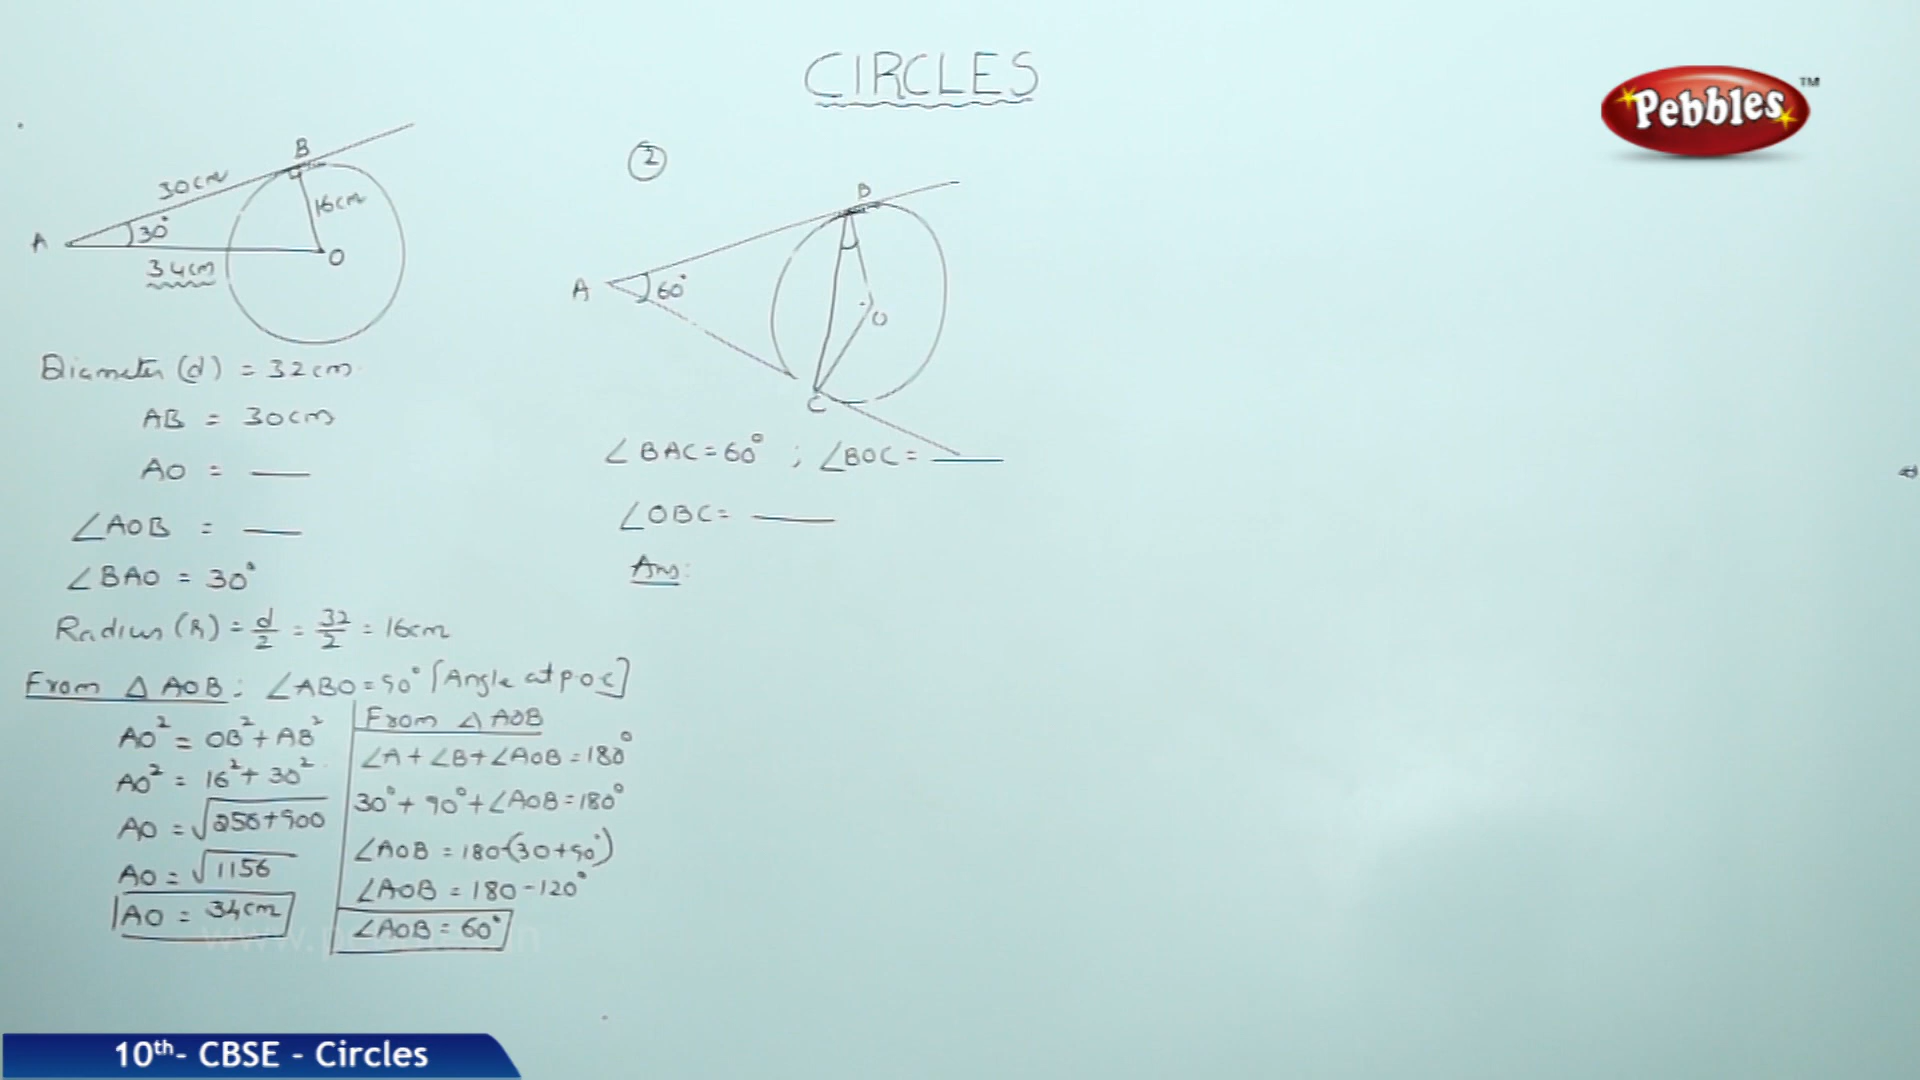 CIRCLES
Pebbles™
B
30cm
16cm
A
30°
O
34cm
Diameter (d) = 32cm
AB = 30cm
AO = ___
∠AOB = ___
∠BAO = 30°
Radius (r) = d/2 = 32/2 = 16cm
From △ AOB : ∠ABO = 90° [Angle at p.o.c]
AO² = OB² + AB²
AO² = 16² + 30²
AO = √256+900
AO = √1156
AO = 34cm
From △ AOB
∠A + ∠B + ∠AOB = 180°
30° + 90° + ∠AOB = 180°
∠AOB = 180-(30+90°)
∠AOB = 180-120°
∠AOB = 60°
2
B
A
60°
O
C
∠BAC = 60° ; ∠BOC = ___
∠OBC = ___
Ans:
10th- CBSE - Circles